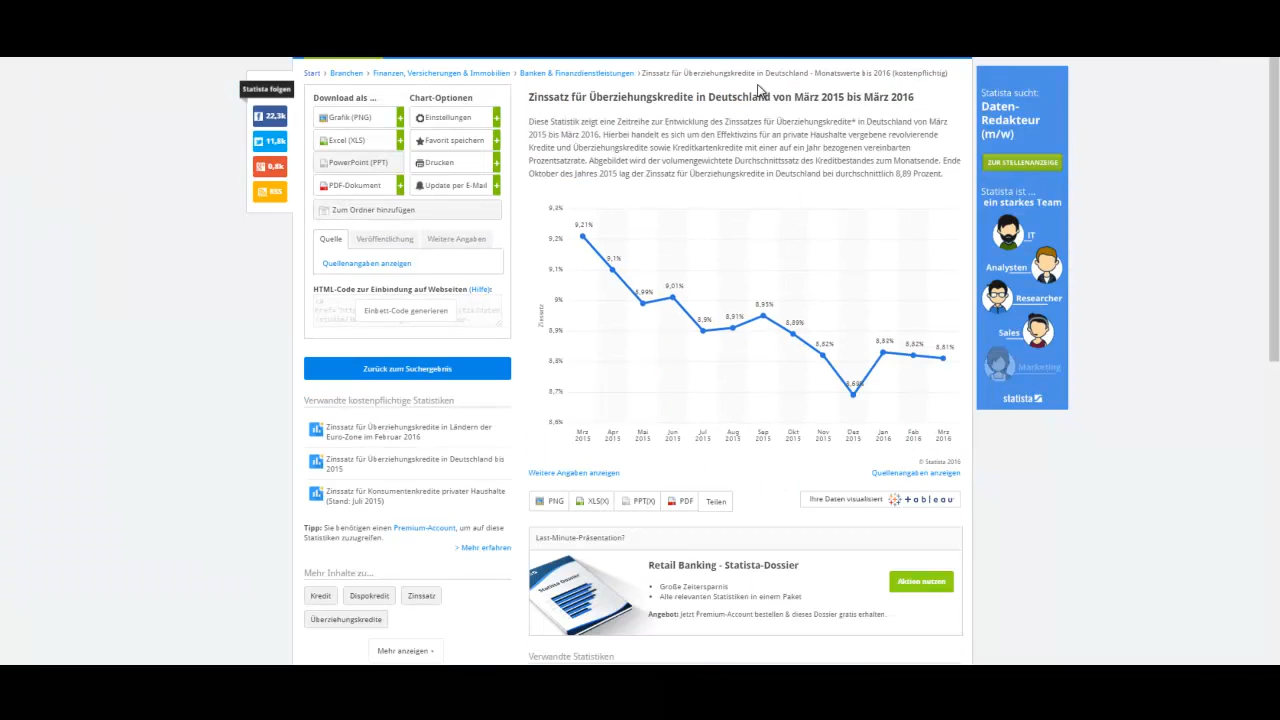 Start › Branchen › Finanzen, Versicherungen & Immobilien › Banken & Finanzdienstleistungen › Zinssatz für Überziehungskredite in Deutschland - Monatswerte bis 2016 (kostenpflichtig)
Statista folgen
22,3k
11,8k
6,8k
RSS
Download als ...
Chart-Optionen
Grafik (PNG) +
Einstellungen +
Excel (XLS) +
Favorit speichern +
PowerPoint (PPT)
Drucken +
PDF-Dokument +
Update per E-Mail +
Zum Ordner hinzufügen
Quelle
Veröffentlichung
Weitere Angaben
Quellenangaben anzeigen
HTML-Code zur Einbindung auf Webseiten (Hilfe):
Einbett-Code generieren
Zurück zum Suchergebnis
Verwandte kostenpflichtige Statistiken
Zinssatz für Überziehungskredite in Ländern der
Euro-Zone im Februar 2016
Zinssatz für Überziehungskredite in Deutschland bis
2015
Zinssatz für Konsumentenkredite privater Haushalte
(Stand: Juli 2015)
Tipp: Sie benötigen einen Premium-Account, um auf diese
Statistiken zuzugreifen.
> Mehr erfahren
Mehr Inhalte zu...
Kredit
Dispokredit
Zinssatz
Überziehungskredite
Mehr anzeigen
Zinssatz für Überziehungskredite in Deutschland von März 2015 bis März 2016
Diese Statistik zeigt eine Zeitreihe zur Entwicklung des Zinssatzes für Überziehungskredite* in Deutschland von März
2015 bis März 2016. Hierbei handelt es sich um den Effektivzins für an private Haushalte vergebene revolvierende
Kredite und Überziehungskredite sowie Kreditkartenkredite mit einer auf ein Jahr bezogenen vereinbarten
Prozentsatzrate. Abgebildet wird der volumengewichtete Durchschnittssatz des Kreditbestandes zum Monatsende. Ende
Oktober des Jahres 2015 lag der Zinssatz für Überziehungskredite in Deutschland bei durchschnittlich 8,89 Prozent.
Zinssatz
9,3%
9,2%
9,1%
9%
8,9%
8,8%
8,7%
8,6%
9,21%
9,1%
8,99%
9,01%
8,9%
8,91%
8,95%
8,89%
8,82%
8,69%
8,83%
8,82%
8,81%
Mrz 2015
Apr 2015
Mai 2015
Jun 2015
Jul 2015
Aug 2015
Sep 2015
Okt 2015
Nov 2015
Dez 2015
Jan 2016
Feb 2016
Mrz 2016
© Statista 2016
Weitere Angaben anzeigen
Quellenangaben anzeigen
PNG
XLS(X)
PPT(X)
PDF
Teilen
Ihre Daten visualisiert
+ableau
Last-Minute-Präsentation?
Statista-Dossier
Retail Banking - Statista-Dossier
• Große Zeitersparnis
• Alle relevanten Statistiken in einem Paket
Angebot: Jetzt Premium-Account bestellen & dieses Dossier gratis erhalten.
Aktion nutzen
Verwandte Statistiken
Statista sucht:
Daten-
Redakteur
(m/w)
ZUR STELLENANZEIGE
Statista ist ...
ein starkes Team
IT
Analysten
Researcher
Sales
Marketing
statista